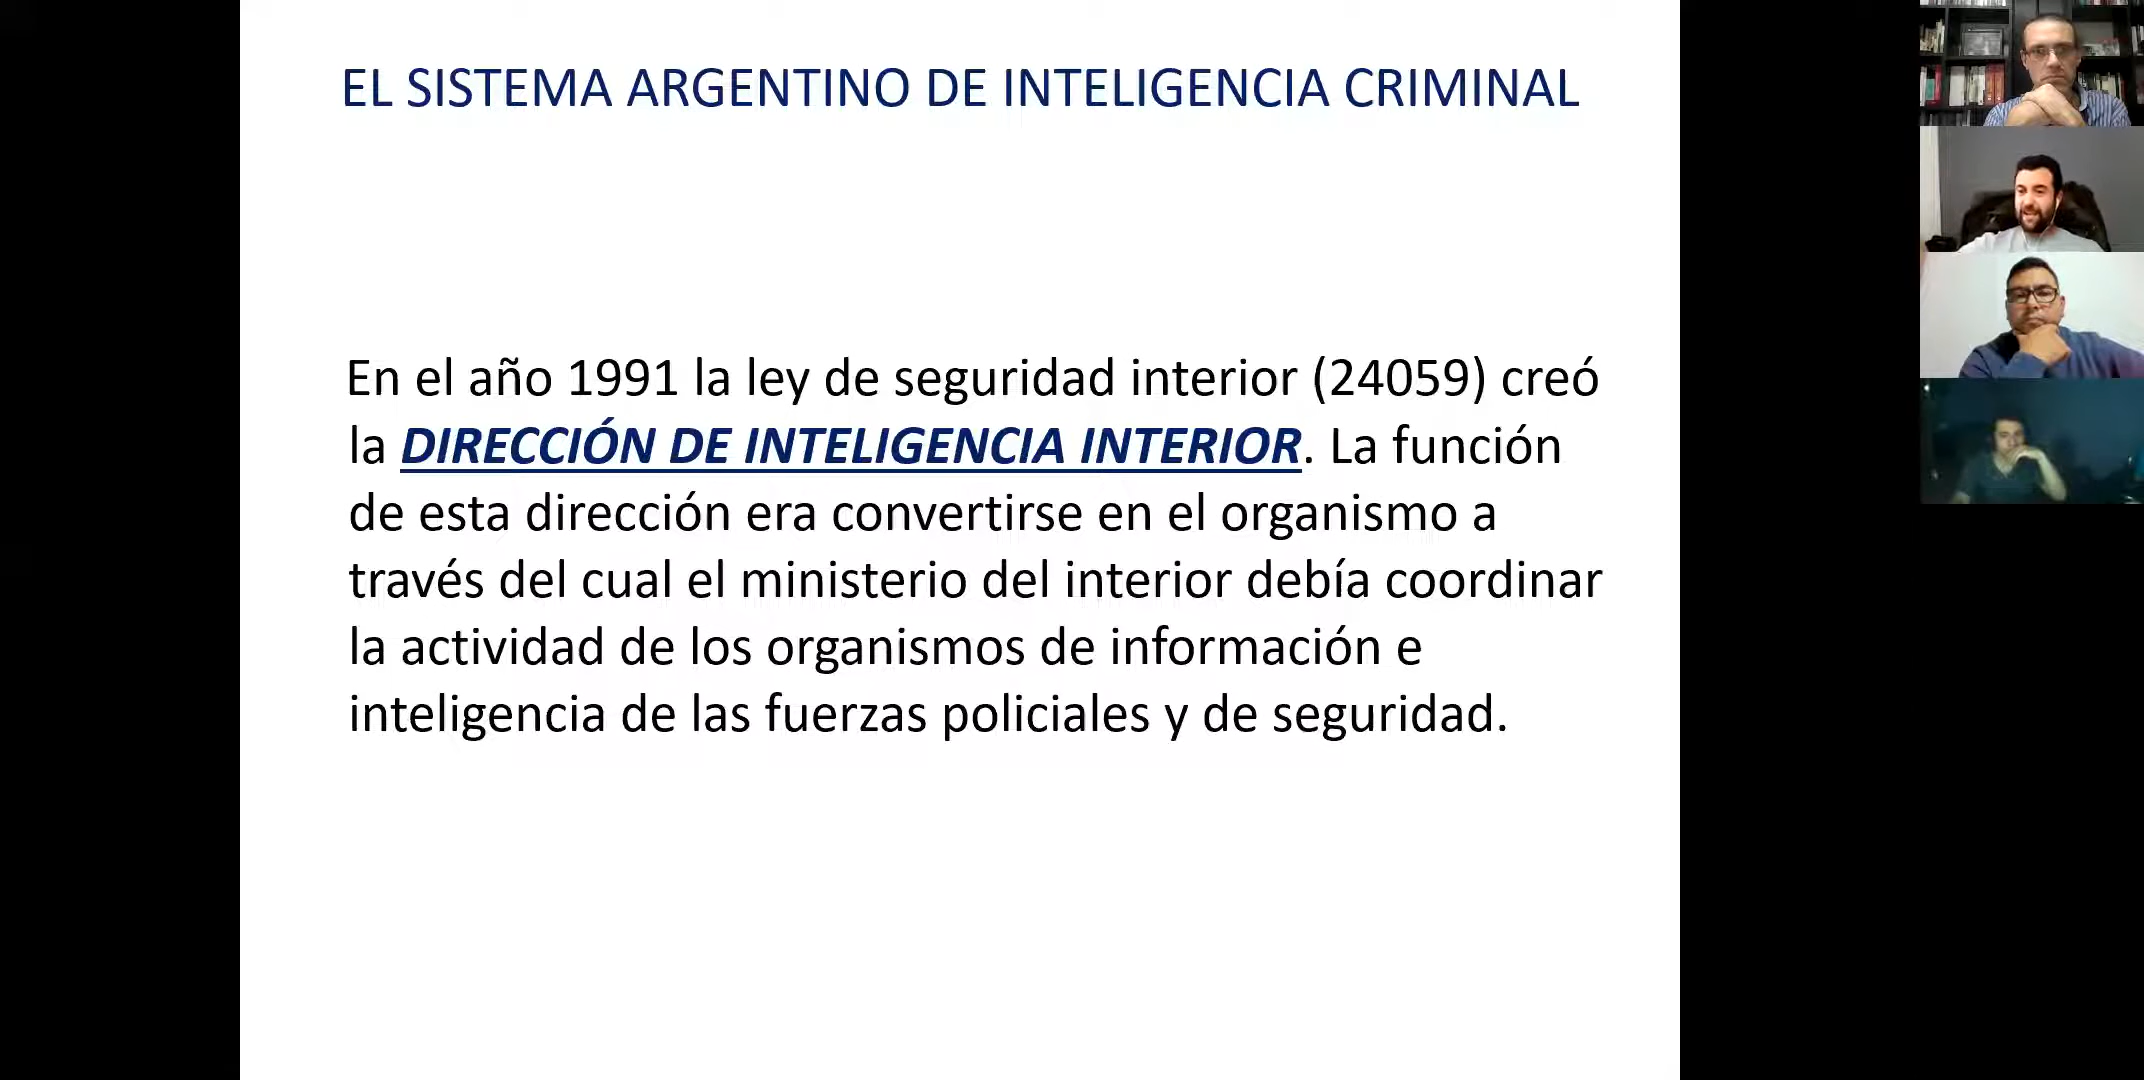 EL SISTEMA ARGENTINO DE INTELIGENCIA CRIMINAL
En el año 1991 la ley de seguridad interior (24059) creó
la DIRECCIÓN DE INTELIGENCIA INTERIOR. La función
de esta dirección era convertirse en el organismo a
través del cual el ministerio del interior debía coordinar
la actividad de los organismos de información e
inteligencia de las fuerzas policiales y de seguridad.